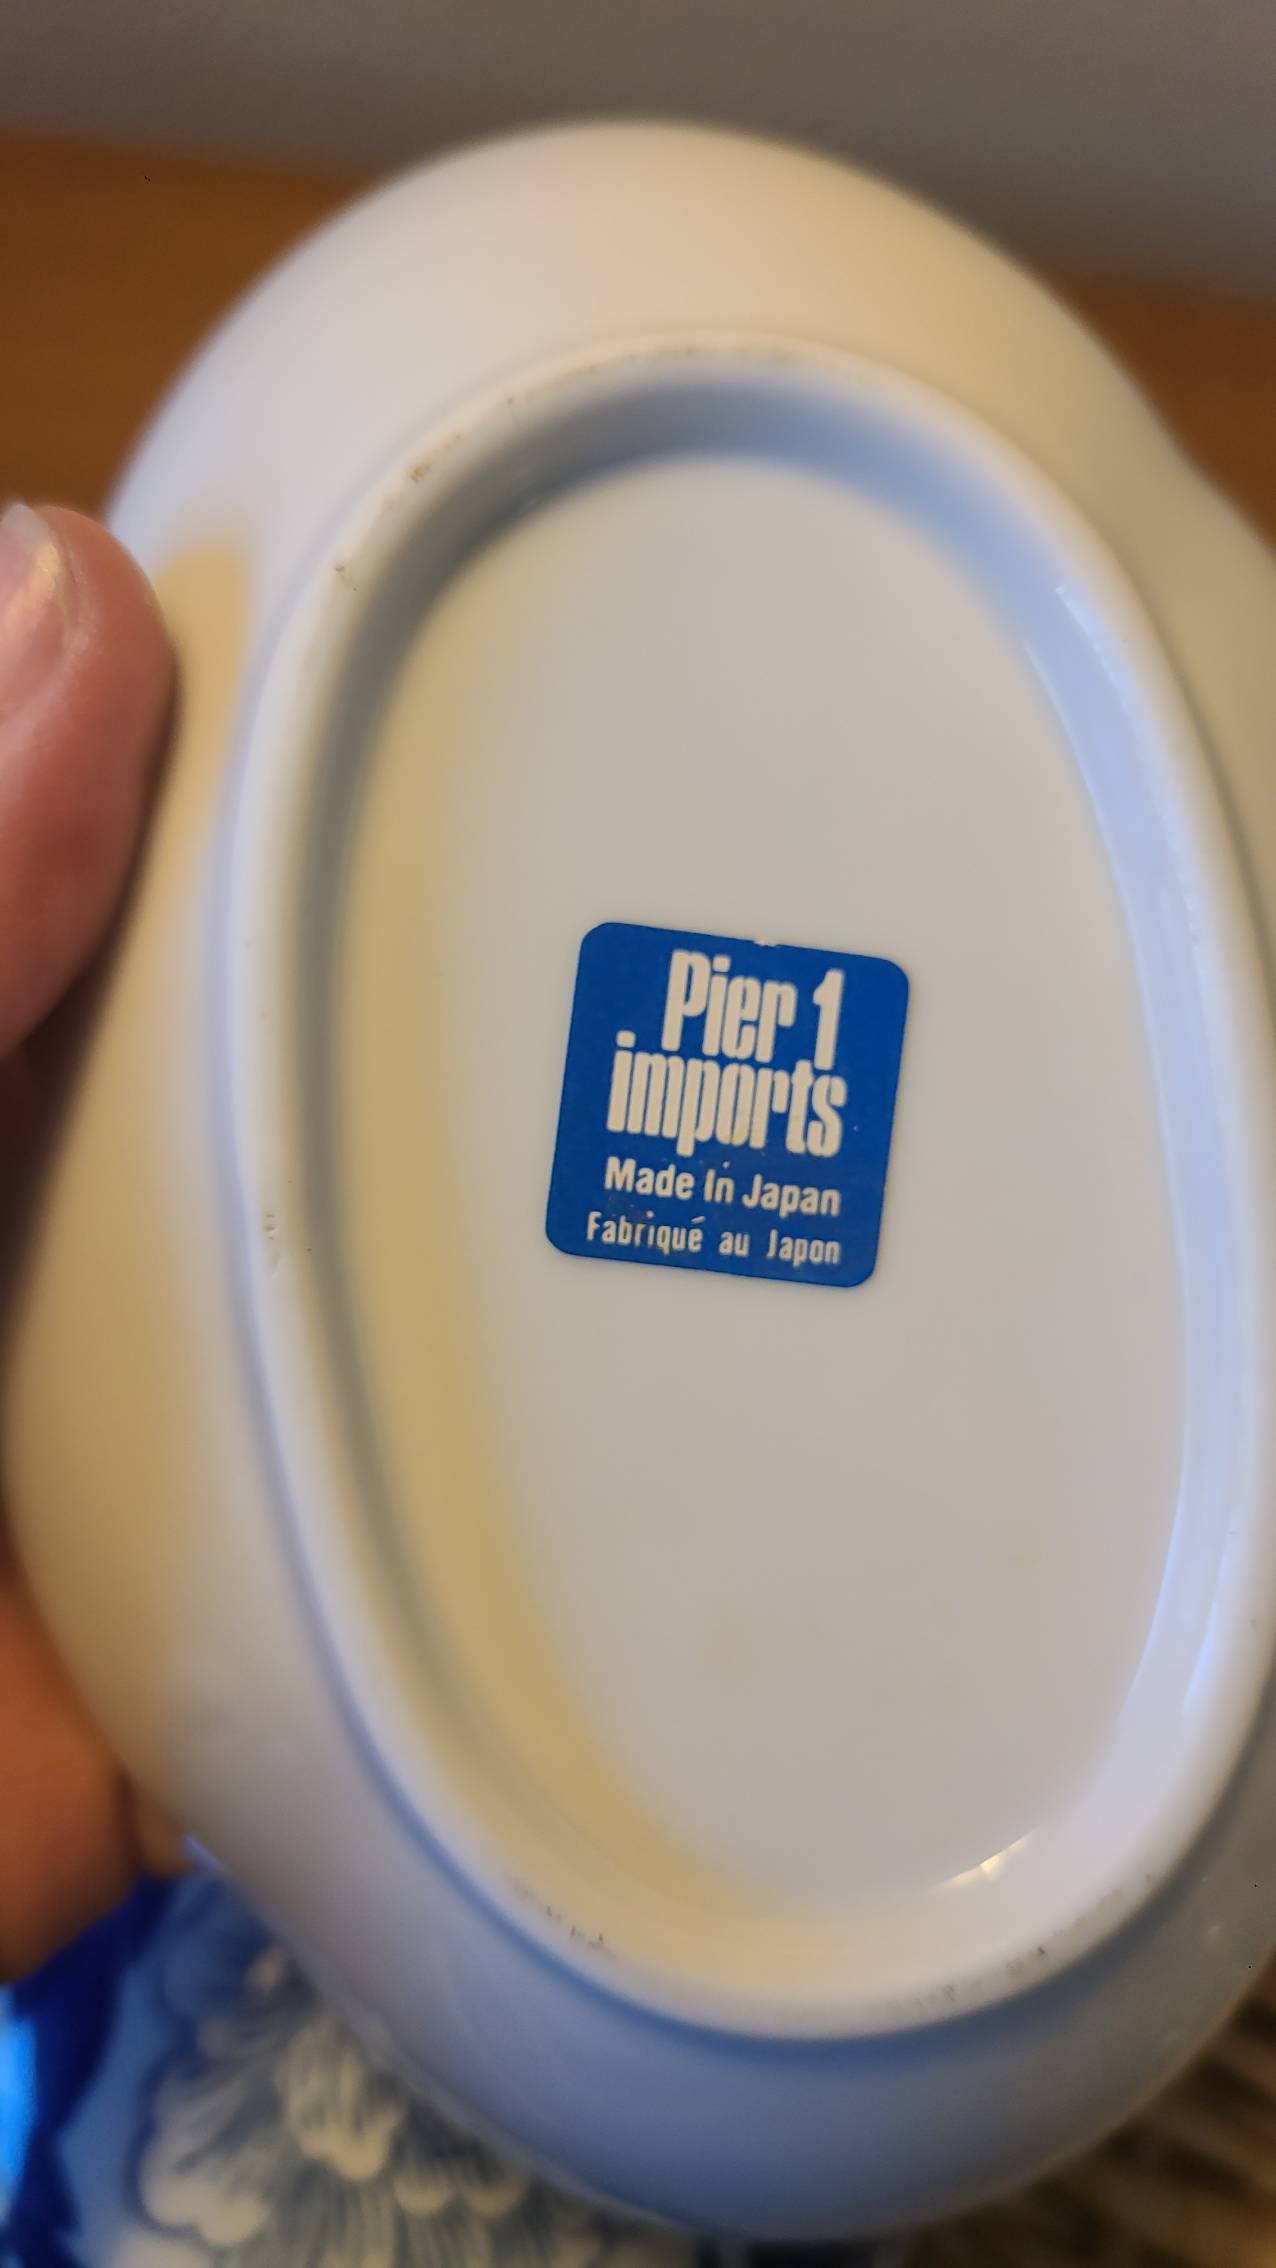 Pier 1
imports
Made in Japan
Fabriqué au Japon